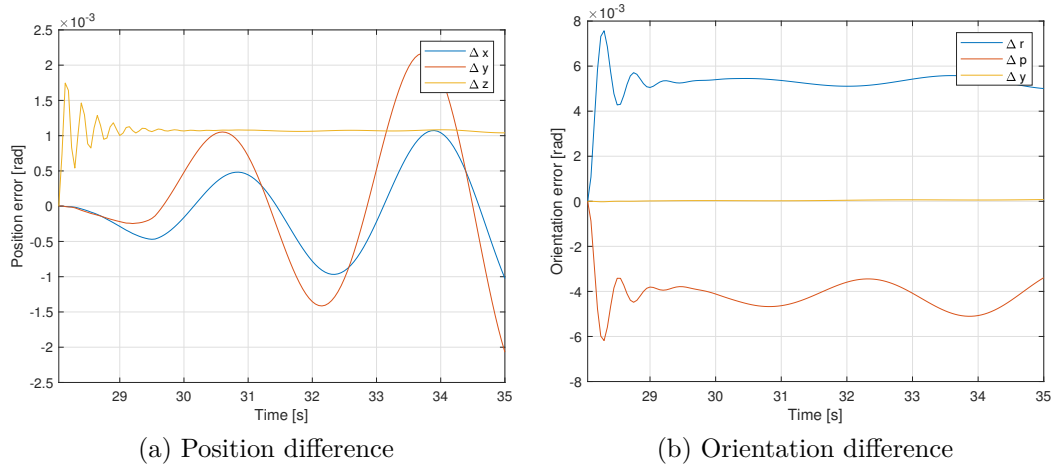 ×10⁻³
2.5
2
1.5
1
0.5
0
-0.5
-1
-1.5
-2
-2.5
Position error [rad]
29 30 31 32 33 34 35
Time [s]
Δ x
Δ y
Δ z
(a) Position difference
×10⁻³
8
6
4
2
0
-2
-4
-6
-8
Orientation error [rad]
29 30 31 32 33 34 35
Time [s]
Δ r
Δ p
Δ y
(b) Orientation difference